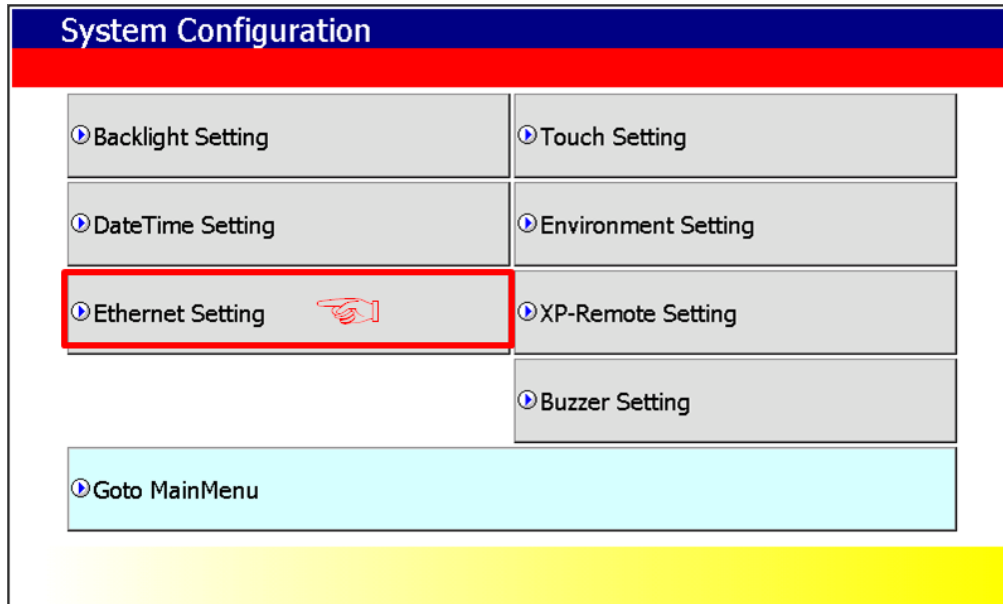 System Configuration
Backlight Setting
Touch Setting
DateTime Setting
Environment Setting
Ethernet Setting
XP-Remote Setting
Buzzer Setting
Goto MainMenu